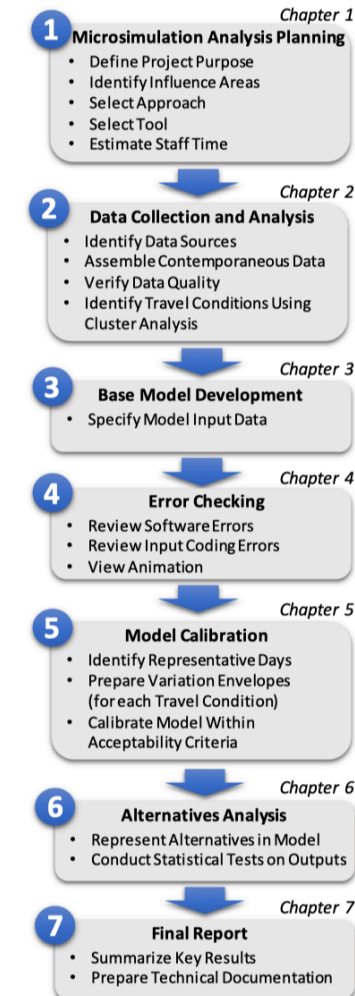 Chapter 1
1
Microsimulation Analysis Planning
• Define Project Purpose
• Identify Influence Areas
• Select Approach
• Select Tool
• Estimate Staff Time
Chapter 2
2
Data Collection and Analysis
• Identify Data Sources
• Assemble Contemporaneous Data
• Verify Data Quality
• Identify Travel Conditions Using
Cluster Analysis
Chapter 3
3
Base Model Development
• Specify Model Input Data
Chapter 4
4
Error Checking
• Review Software Errors
• Review Input Coding Errors
• View Animation
Chapter 5
5
Model Calibration
• Identify Representative Days
• Prepare Variation Envelopes
(for each Travel Condition)
• Calibrate Model Within
Acceptability Criteria
Chapter 6
6
Alternatives Analysis
• Represent Alternatives in Model
• Conduct Statistical Tests on Outputs
Chapter 7
7
Final Report
• Summarize Key Results
• Prepare Technical Documentation